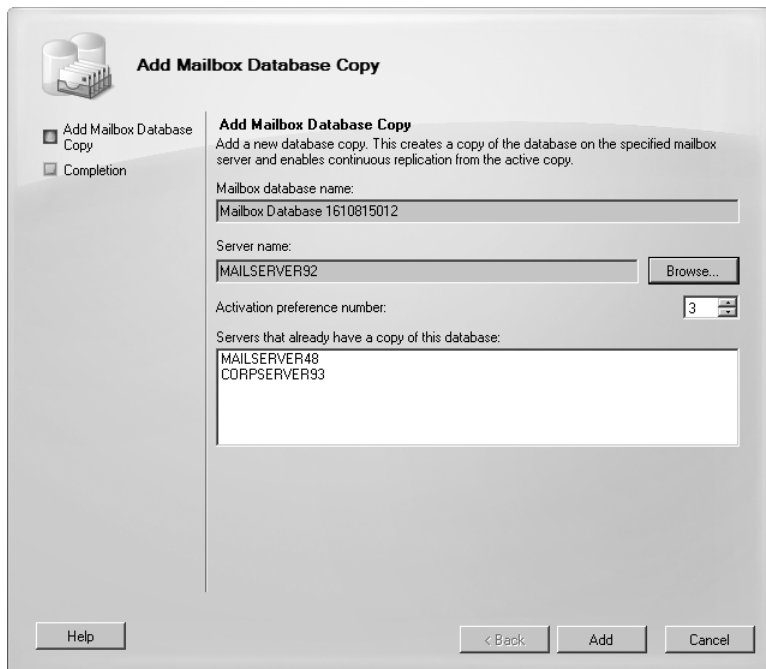 Add Mailbox Database Copy
Add Mailbox Database
Copy
Completion
Add Mailbox Database Copy
Add a new database copy. This creates a copy of the database on the specified mailbox
server and enables continuous replication from the active copy.
Mailbox database name:
Mailbox Database 1610815012
Server name:
MAILSERVER92
Browse...
Activation preference number:
3
Servers that already have a copy of this database:
MAILSERVER48
CORPSERVER93
Help
< Back
Add
Cancel